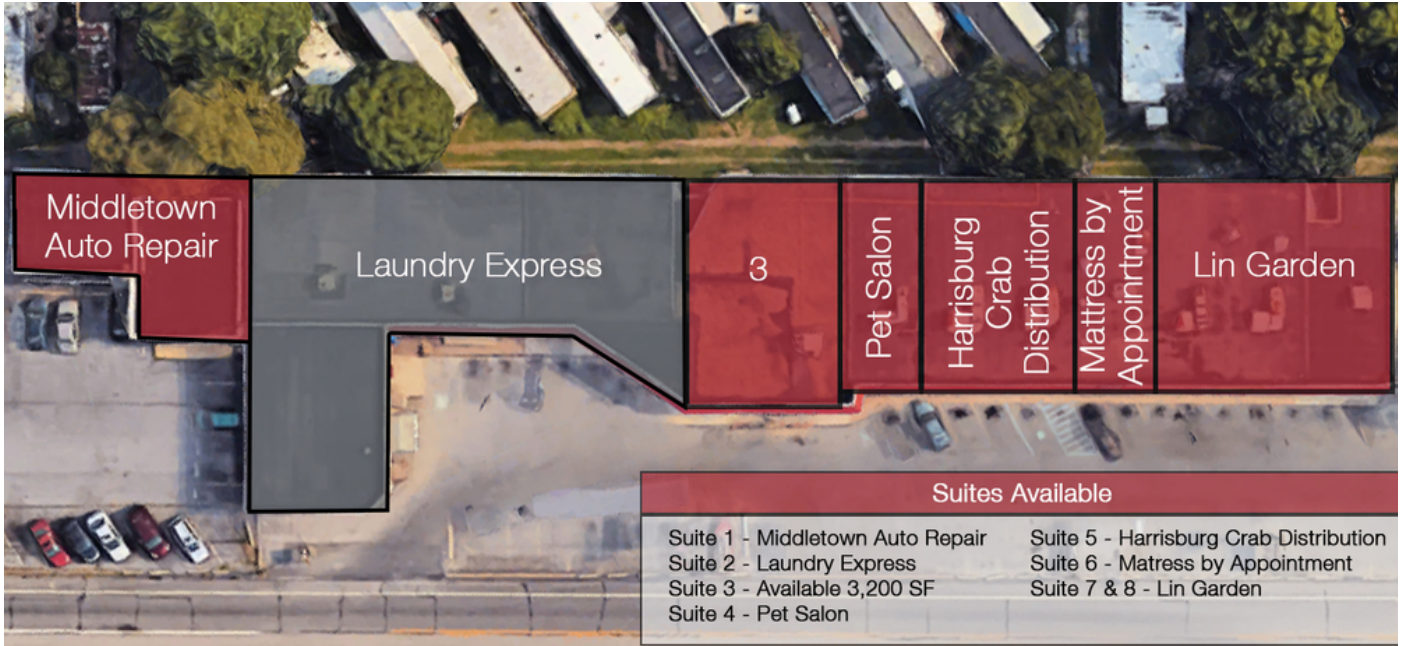 Middletown
Auto Repair
Laundry Express
3
Pet Salon
Harrisburg
Crab
Distribution
Mattress by
Appoinrtment
Lin Garden
Suites Available
Suite 1 - Middletown Auto Repair
Suite 2 - Laundry Express
Suite 3 - Available 3,200 SF
Suite 4 - Pet Salon
Suite 5 - Harrisburg Crab Distribution
Suite 6 - Matress by Appointment
Suite 7 & 8 - Lin Garden